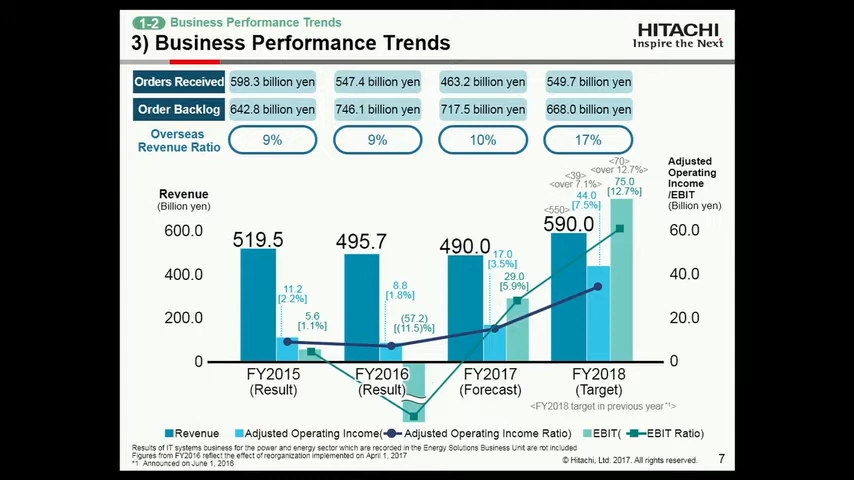 1-2 Business Performance Trends
3) Business Performance Trends
HITACHI
Inspire the Next
Orders Received 598.3 billion yen 547.4 billion yen 463.2 billion yen 549.7 billion yen
Order Backlog 642.8 billion yen 746.1 billion yen 717.5 billion yen 668.0 billion yen
Overseas
Revenue Ratio
9% 9% 10% 17%
Revenue
(Billion yen)
Adjusted
Operating
Income
/EBIT
(Billion yen)
600.0
400.0
200.0
0
519.5
11.2
[2.2%]
5.6
[1.1%]
495.7
8.8
[1.8%]
(57.2)
[(11.5)%]
490.0
17.0
[3.5%]
29.0
[5.9%]
<550>
590.0
<39>
<over 7.1%>
44.0
[7.5%]
<70>
<over 12.7%>
75.0
[12.7%]
60.0
40.0
20.0
0
FY2015
(Result)
FY2016
(Result)
FY2017
(Forecast)
FY2018
(Target)
<FY2018 target in previous year*¹>
Revenue Adjusted Operating Income( Adjusted Operating Income Ratio) EBIT( EBIT Ratio)
Results of IT systems business for the power and energy sector which are recorded in the Energy Solutions Business Unit are not included
Figures from FY2016 reflect the effect of reorganization implemented on April 1, 2017
*1 Announced on June 1, 2016
© Hitachi, Ltd. 2017. All rights reserved. 7